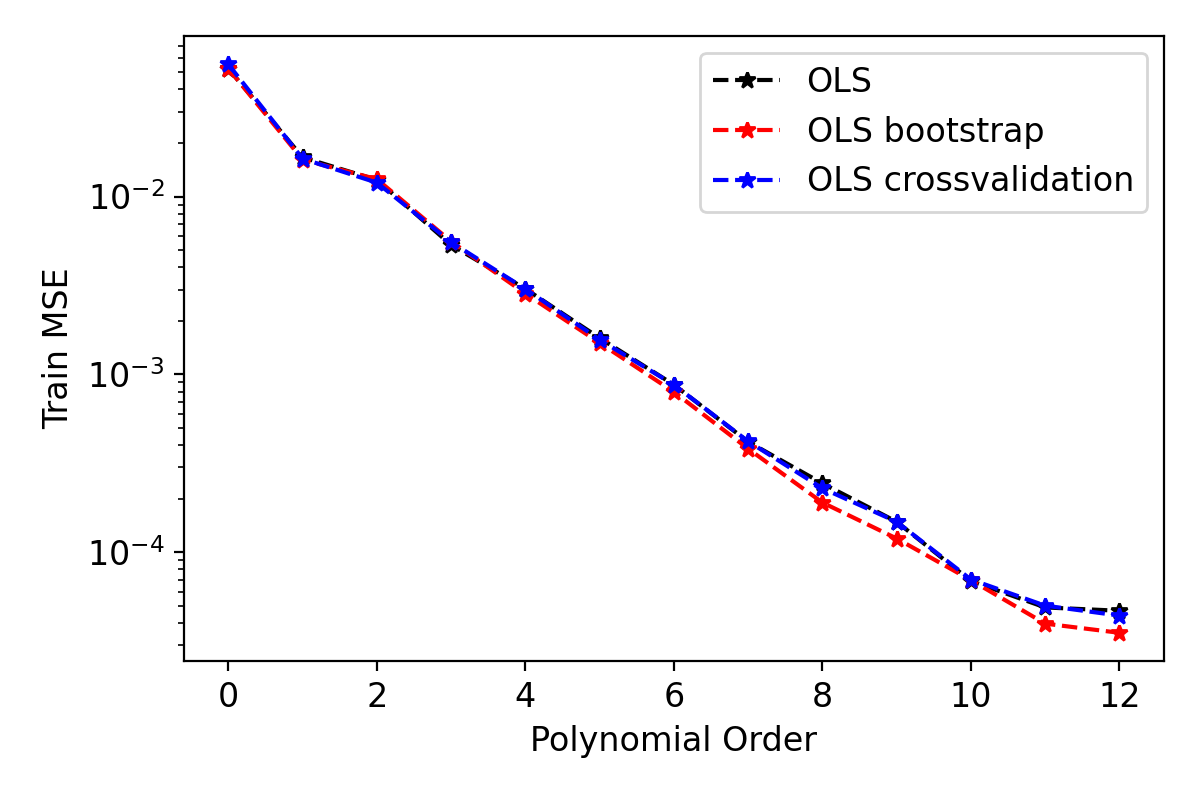 OLS
OLS bootstrap
OLS crossvalidation
Train MSE
10⁻²
10⁻³
10⁻⁴
0 2 4 6 8 10 12
Polynomial Order